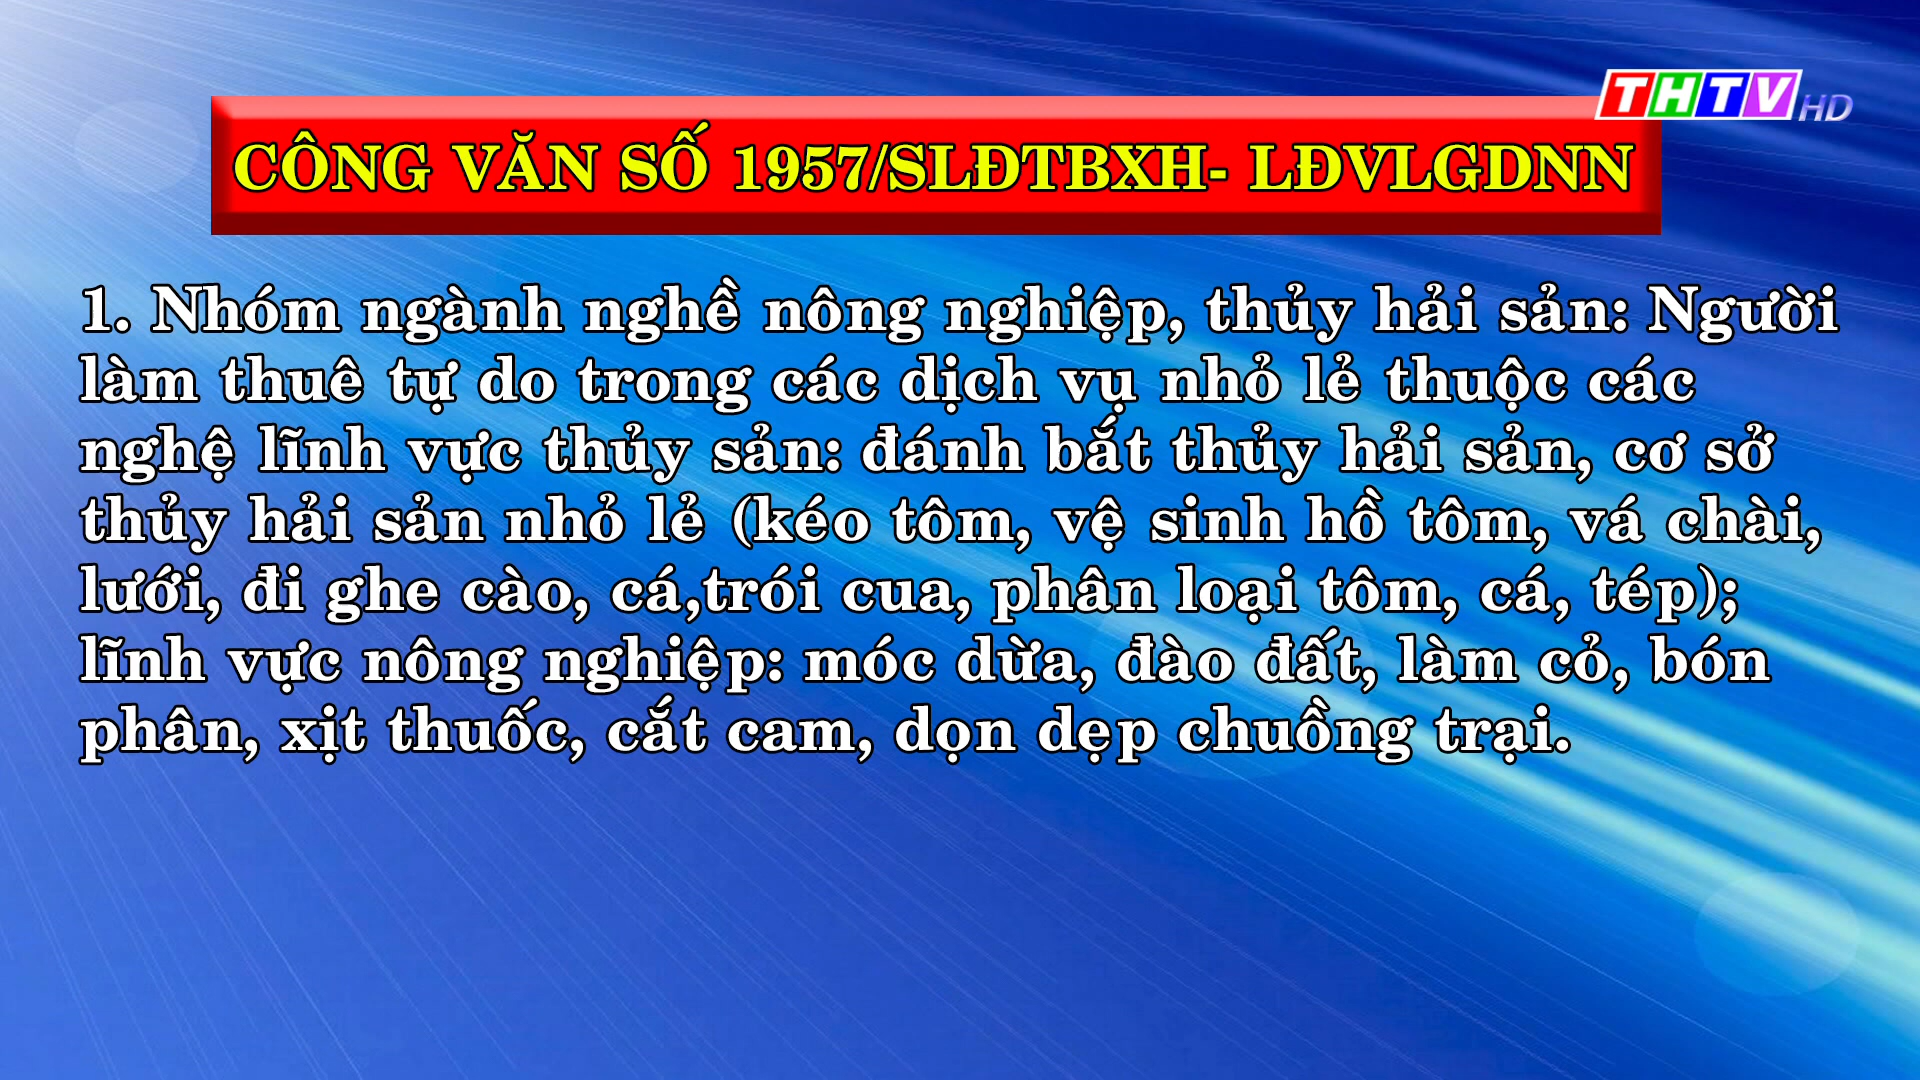 THTV HD
CÔNG VĂN SỐ 1957/SLĐTBXH- LĐVLGDNN
1. Nhóm ngành nghề nông nghiệp, thủy hải sản: Người
làm thuê tự do trong các dịch vụ nhỏ lẻ thuộc các
nghệ lĩnh vực thủy sản: đánh bắt thủy hải sản, cơ sở
thủy hải sản nhỏ lẻ (kéo tôm, vệ sinh hồ tôm, vá chài,
lưới, đi ghe cào, cá,trói cua, phân loại tôm, cá, tép);
lĩnh vực nông nghiệp: móc dừa, đào đất, làm cỏ, bón
phân, xịt thuốc, cắt cam, dọn dẹp chuồng trại.